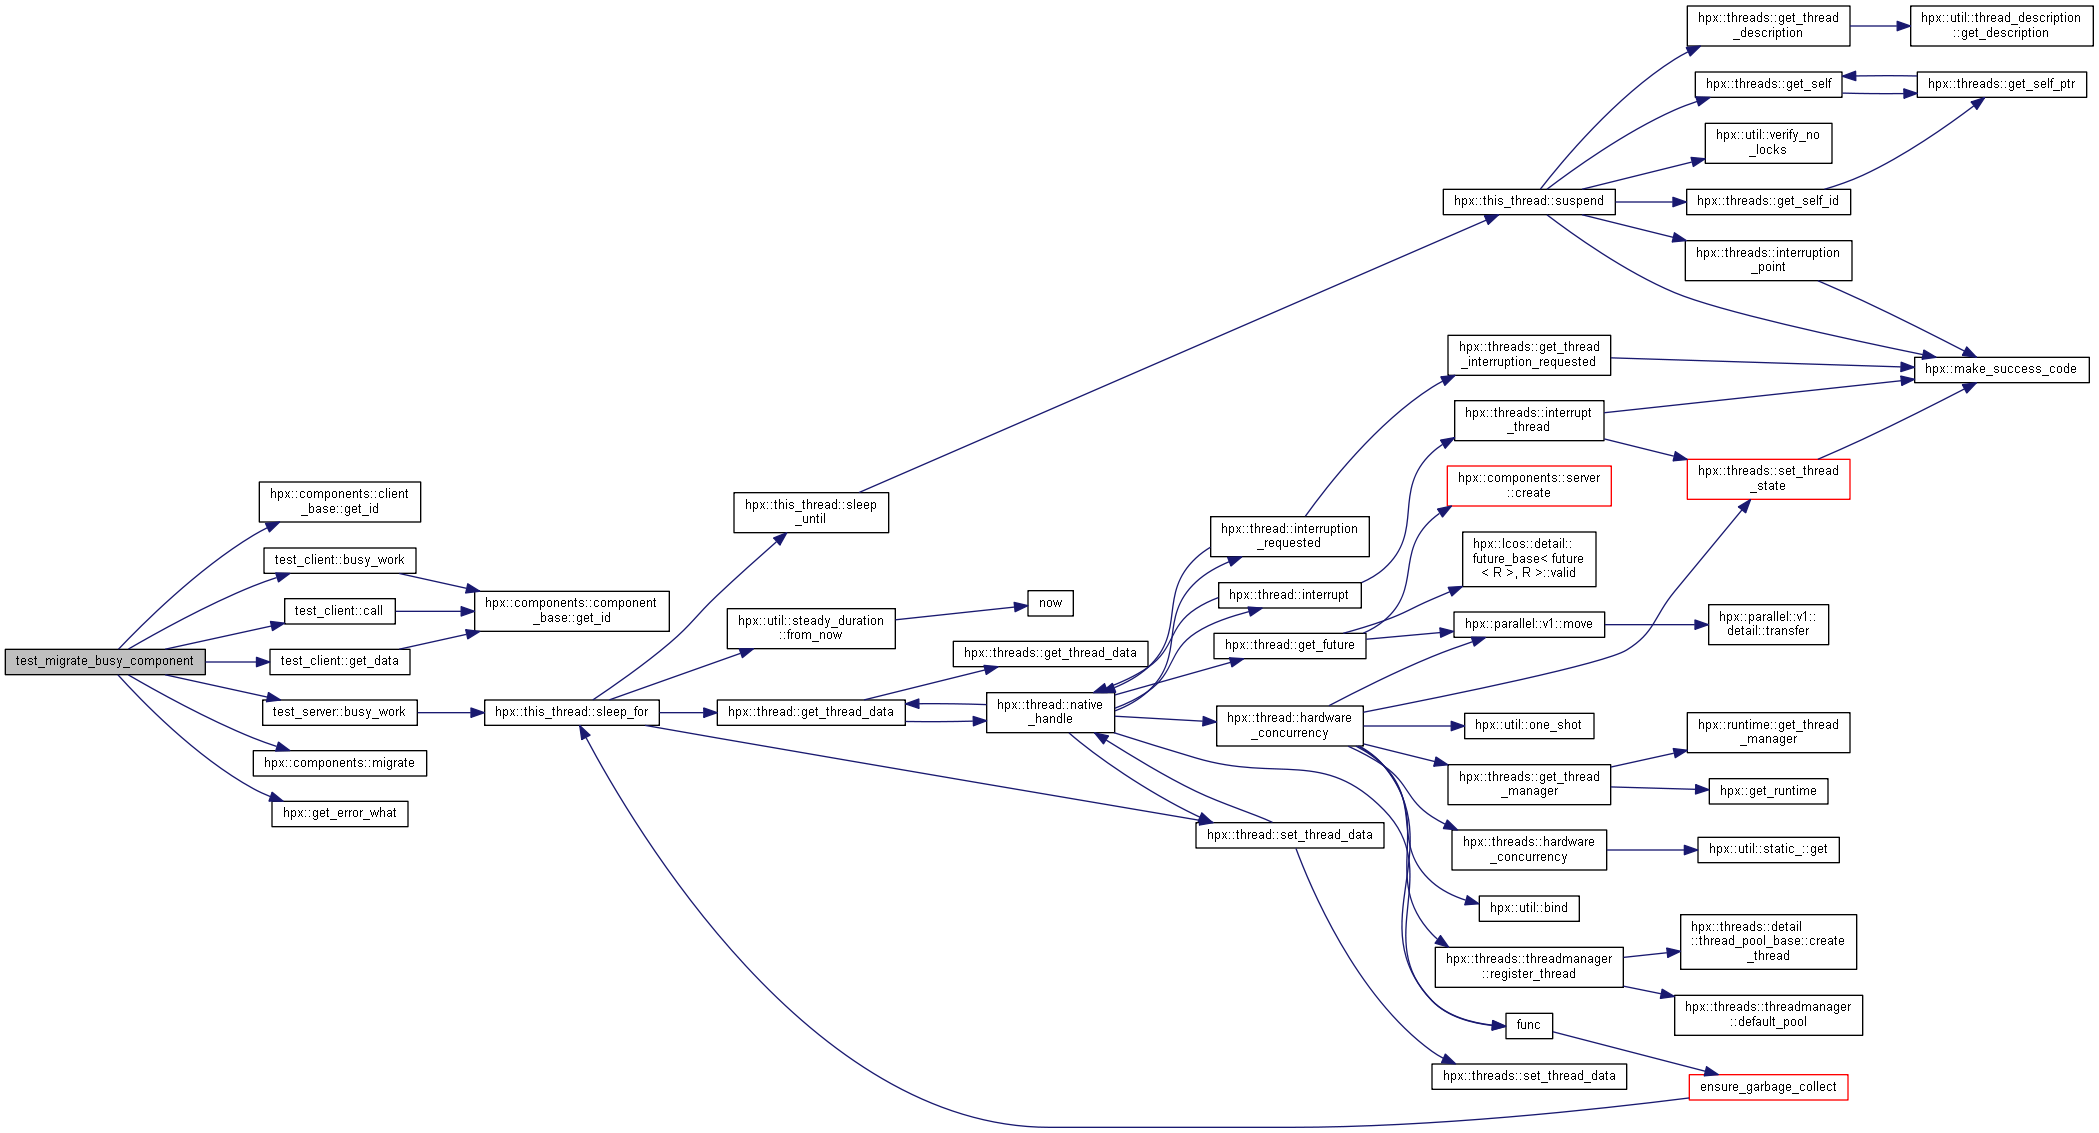 test_migrate_busy_component
hpx::components::client
_base::get_id
test_client::busy_work
test_client::call
test_client::get_data
test_server::busy_work
hpx::components::migrate
hpx::get_error_what
hpx::components::component
_base::get_id
hpx::this_thread::sleep_for
hpx::this_thread::sleep
_until
hpx::util::steady_duration
::from_now
hpx::thread::get_thread_data
now
hpx::threads::get_thread_data
hpx::thread::native
_handle
hpx::thread::interruption
_requested
hpx::thread::interrupt
hpx::thread::get_future
hpx::thread::hardware
_concurrency
hpx::thread::set_thread_data
hpx::this_thread::suspend
hpx::threads::get_thread
_interruption_requested
hpx::threads::interrupt
_thread
hpx::components::server
::create
hpx::lcos::detail::
future_base< future
< R >, R >::valid
hpx::parallel::v1::move
hpx::util::one_shot
hpx::threads::get_thread
_manager
hpx::threads::hardware
_concurrency
hpx::util::bind
hpx::threads::threadmanager
::register_thread
func
hpx::threads::set_thread_data
hpx::threads::get_thread
_description
hpx::threads::get_self
hpx::util::verify_no
_locks
hpx::threads::get_self_id
hpx::threads::interruption
_point
hpx::threads::set_thread
_state
hpx::parallel::v1::
detail::transfer
hpx::runtime::get_thread
_manager
hpx::get_runtime
hpx::util::static_::get
hpx::threads::detail
::thread_pool_base::create
_thread
hpx::threads::threadmanager
::default_pool
ensure_garbage_collect
hpx::util::thread_description
::get_description
hpx::threads::get_self_ptr
hpx::make_success_code